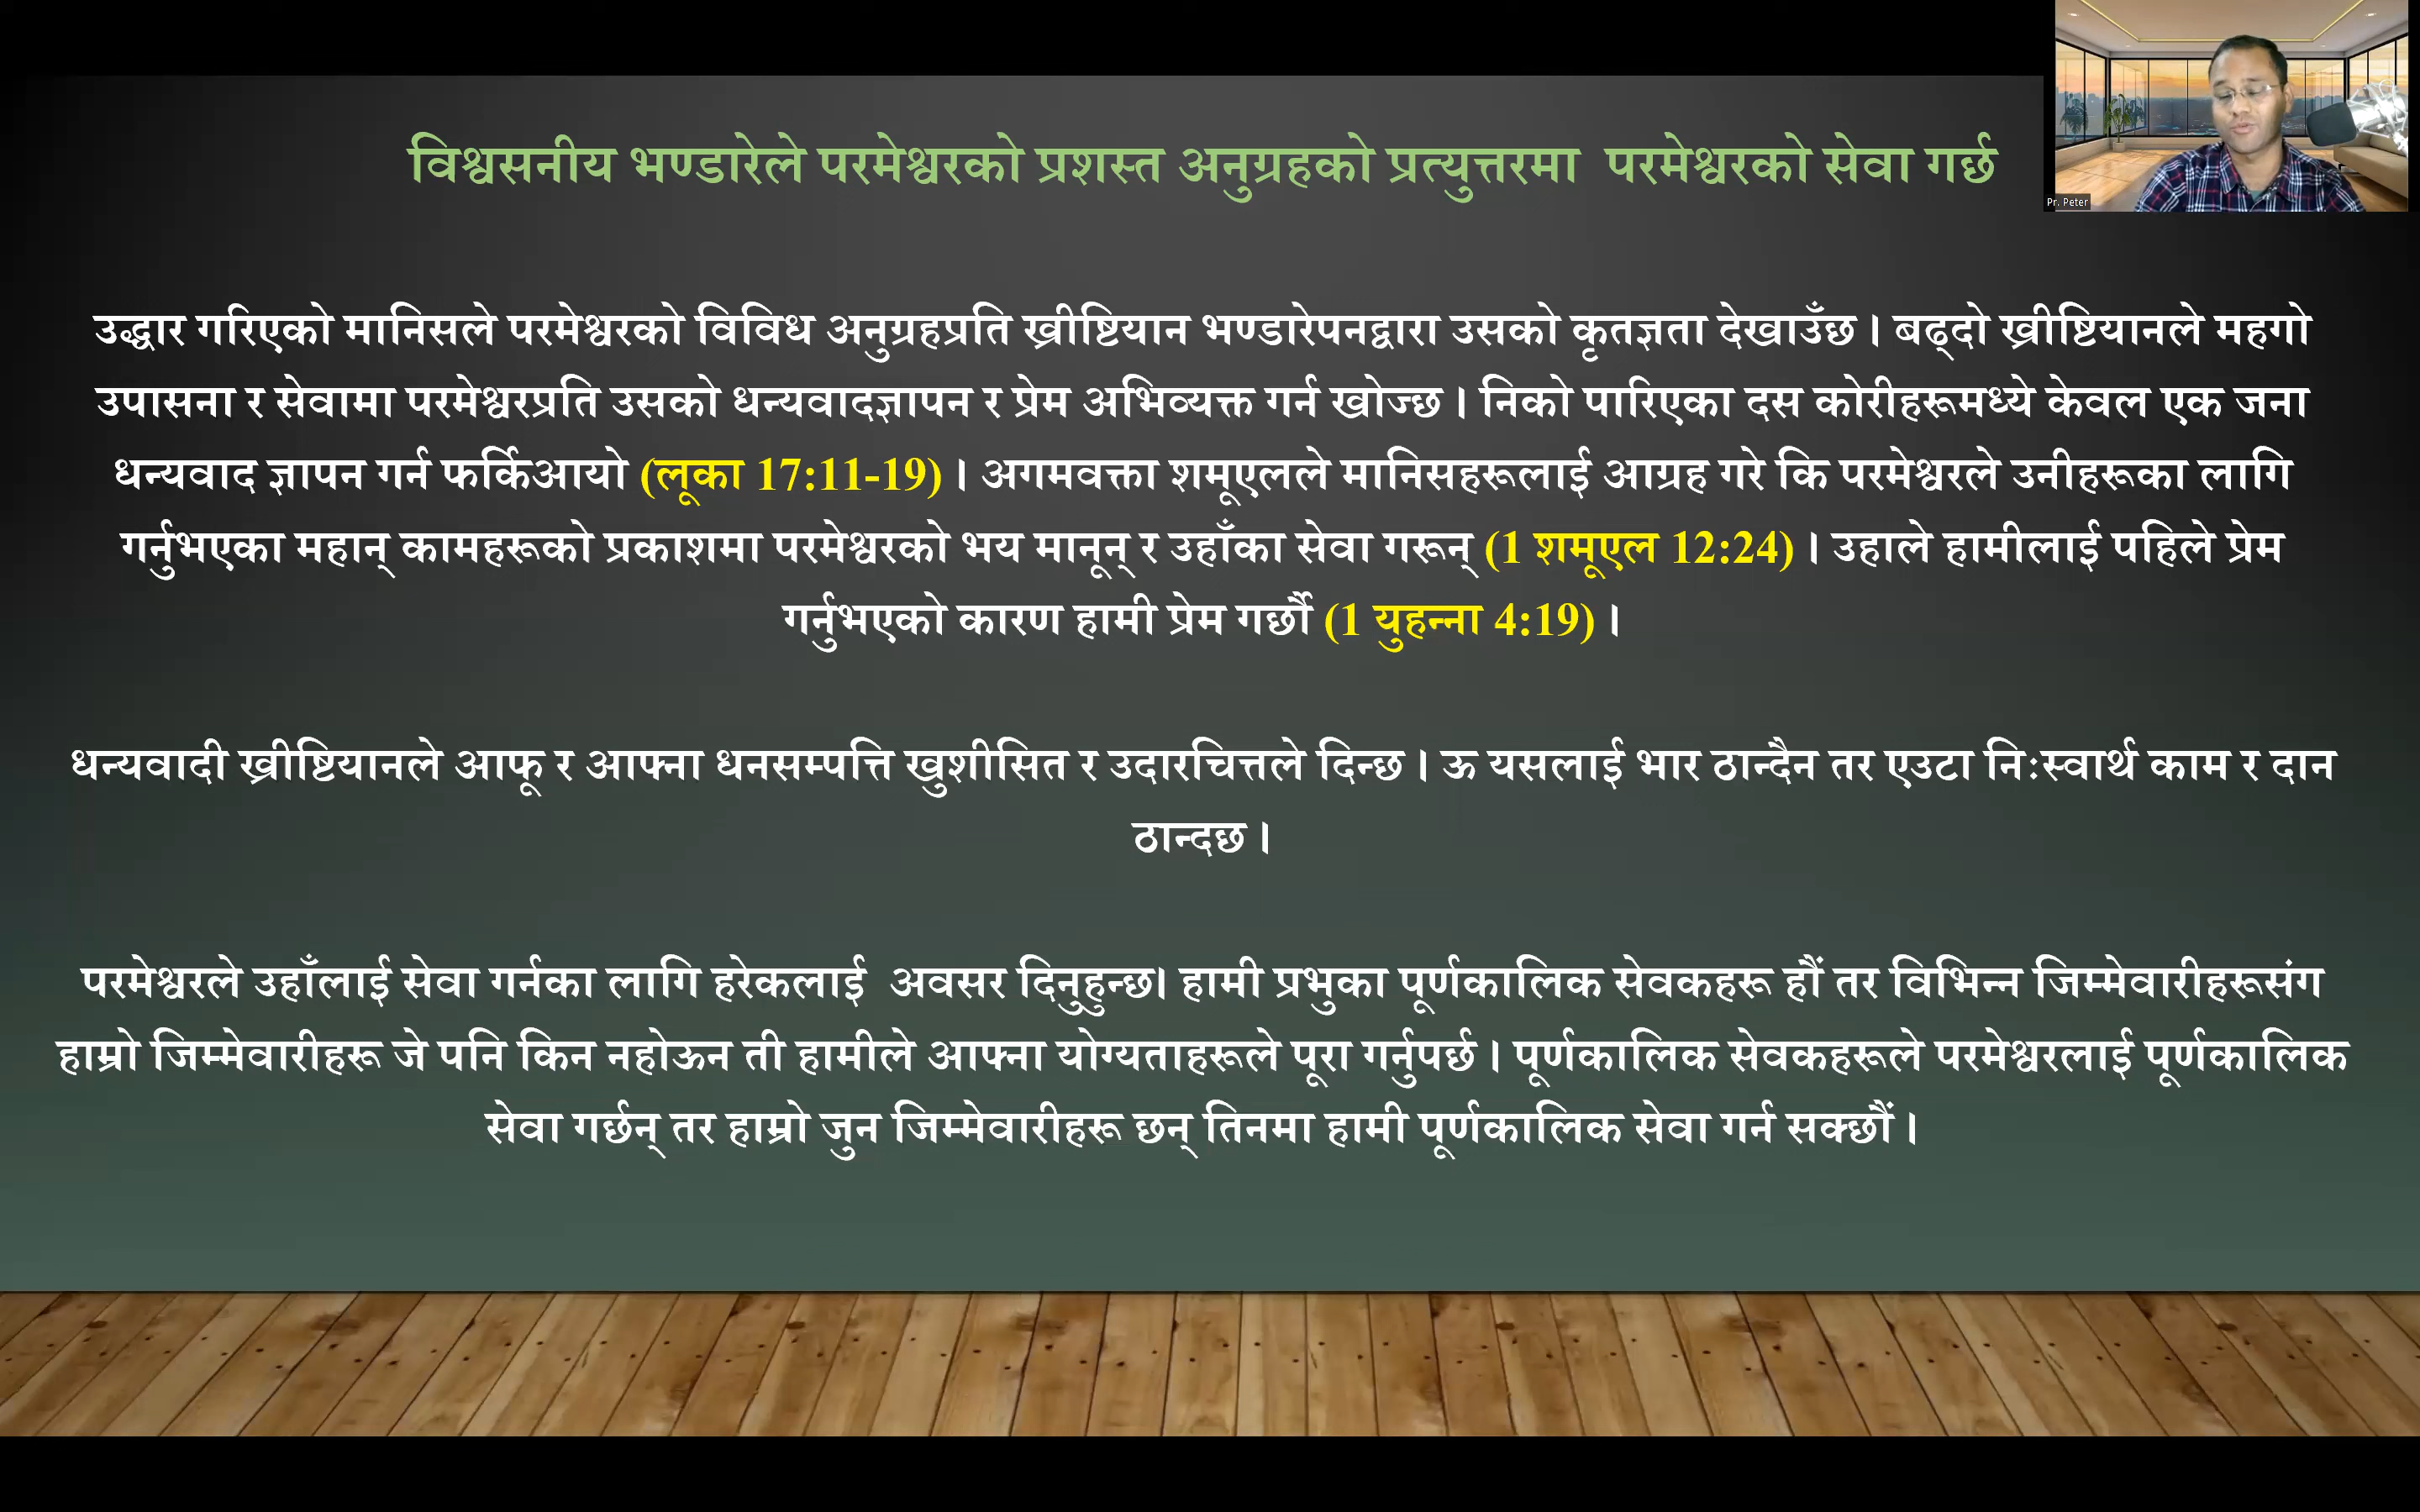 विश्वसनीय भण्डारेले परमेश्वरको प्रशस्त अनुग्रहको प्रत्युत्तरमा परमेश्वरको सेवा गर्छ
Pr. Peter
उद्धार गरिएको मानिसले परमेश्वरको विविध अनुग्रहप्रति ख्रीष्टियान भण्डारेपनद्वारा उसको कृतज्ञता देखाउँछ । बढ्दो ख्रीष्टियानले महगो
उपासना र सेवामा परमेश्वरप्रति उसको धन्यवादज्ञापन र प्रेम अभिव्यक्त गर्न खोज्छ । निको पारिएका दस कोरीहरूमध्ये केवल एक जना
धन्यवाद ज्ञापन गर्न फर्किआयो (लूका 17:11-19) । अगमवक्ता शमूएलले मानिसहरूलाई आग्रह गरे कि परमेश्वरले उनीहरूका लागि
गर्नुभएका महान् कामहरूको प्रकाशमा परमेश्वरको भय मानून् र उहाँका सेवा गरून् (1 शमूएल 12:24) । उहाले हामीलाई पहिले प्रेम
गर्नुभएको कारण हामी प्रेम गर्छौं (1 युहन्ना 4:19) ।
धन्यवादी ख्रीष्टियानले आफू र आफ्ना धनसम्पत्ति खुशीसित र उदारचित्तले दिन्छ । ऊ यसलाई भार ठान्दैन तर एउटा निःस्वार्थ काम र दान
ठान्दछ ।
परमेश्वरले उहाँलाई सेवा गर्नका लागि हरेकलाई अवसर दिनुहुन्छ। हामी प्रभुका पूर्णकालिक सेवकहरू हौं तर विभिन्न जिम्मेवारीहरूसंग
हाम्रो जिम्मेवारीहरू जे पनि किन नहोऊन ती हामीले आफ्ना योग्यताहरूले पूरा गर्नुपर्छ । पूर्णकालिक सेवकहरूले परमेश्वरलाई पूर्णकालिक
सेवा गर्छन् तर हाम्रो जुन जिम्मेवारीहरू छन् तिनमा हामी पूर्णकालिक सेवा गर्न सक्छौं ।